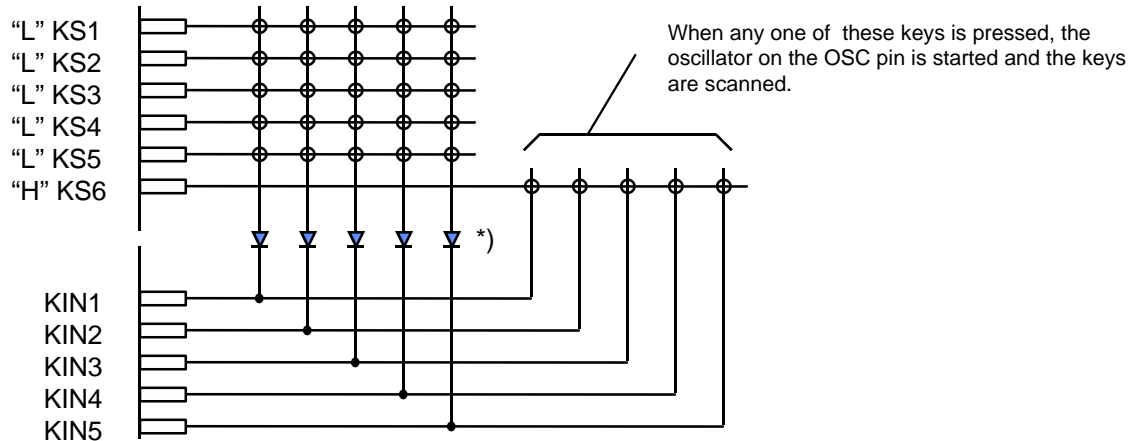 “L” KS1
“L” KS2
“L” KS3
“L” KS4
“L” KS5
“H” KS6
When any one of these keys is pressed, the
oscillator on the OSC pin is started and the keys
are scanned.
*)
KIN1
KIN2
KIN3
KIN4
KIN5